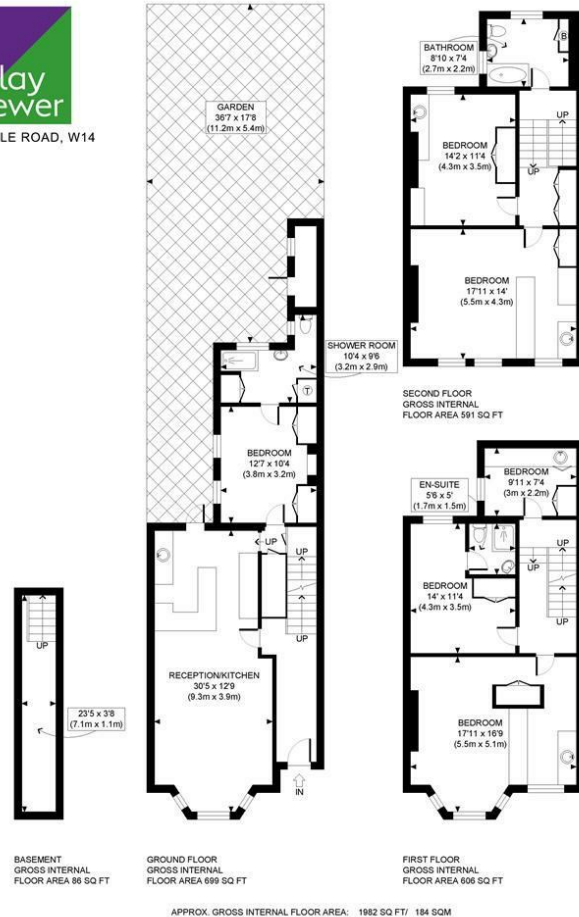 lay
ewer
LE ROAD, W14
GARDEN
36'7 x 17'8
(11.2m x 5.4m)
SHOWER ROOM
10'4 x 9'6
(3.2m x 2.9m)
T
BEDROOM
12'7 x 10'4
(3.8m x 3.2m)
UP
UP
UP
RECEPTION/KITCHEN
30'5 x 12'9
(9.3m x 3.9m)
IN
UP
23'5 x 3'8
(7.1m x 1.1m)
BASEMENT
GROSS INTERNAL
FLOOR AREA 86 SQ FT
GROUND FLOOR
GROSS INTERNAL
FLOOR AREA 699 SQ FT
BATHROOM
8'10 x 7'4
(2.7m x 2.2m)
B
BEDROOM
14'2 x 11'4
(4.3m x 3.5m)
UP
UP
BEDROOM
17'11 x 14'
(5.5m x 4.3m)
SECOND FLOOR
GROSS INTERNAL
FLOOR AREA 591 SQ FT
EN-SUITE
5'6 x 5'
(1.7m x 1.5m)
BEDROOM
9'11 x 7'4
(3m x 2.2m)
UP
UP
UP
BEDROOM
14' x 11'4
(4.3m x 3.5m)
BEDROOM
17'11 x 16'9
(5.5m x 5.1m)
FIRST FLOOR
GROSS INTERNAL
FLOOR AREA 606 SQ FT
APPROX. GROSS INTERNAL FLOOR AREA: 1982 SQ FT/ 184 SQM